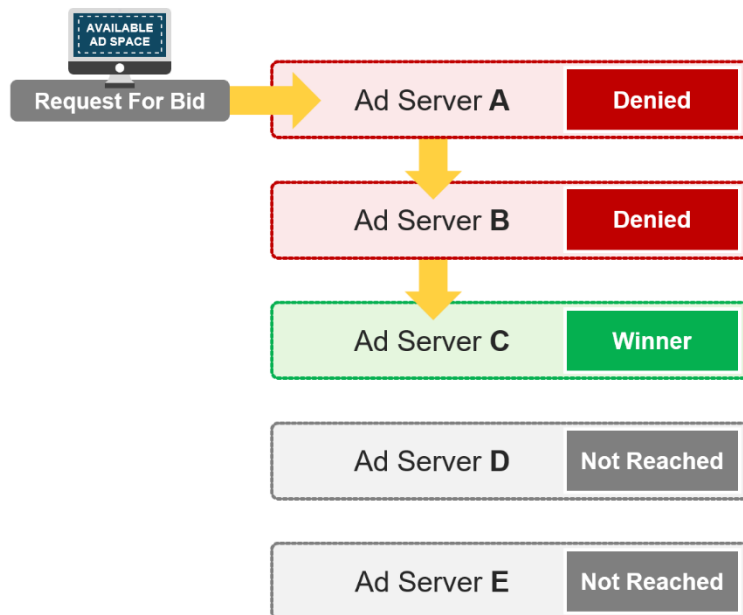 AVAILABLE
AD SPACE
Request For Bid
Ad Server A
Denied
Ad Server B
Denied
Ad Server C
Winner
Ad Server D
Not Reached
Ad Server E
Not Reached